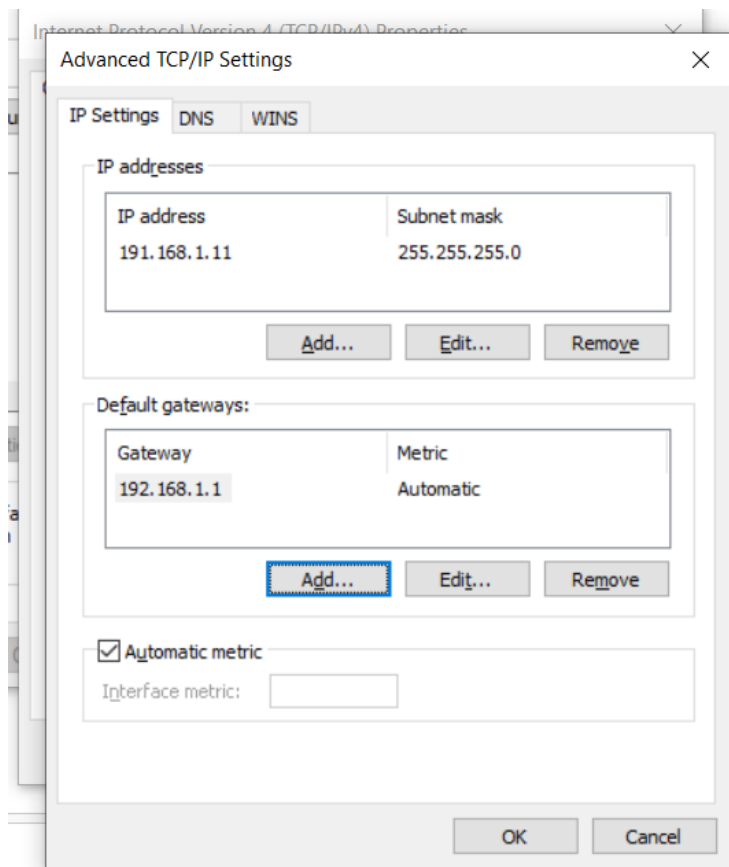 Internet Protocol Version 4 (TCP/IPv4) Properties
Advanced TCP/IP Settings
IP Settings DNS WINS
IP addresses
IP address Subnet mask
191.168.1.11 255.255.255.0
Add... Edit... Remove
Default gateways:
Gateway Metric
192.168.1.1 Automatic
Add... Edit... Remove
Automatic metric
Interface metric:
OK Cancel